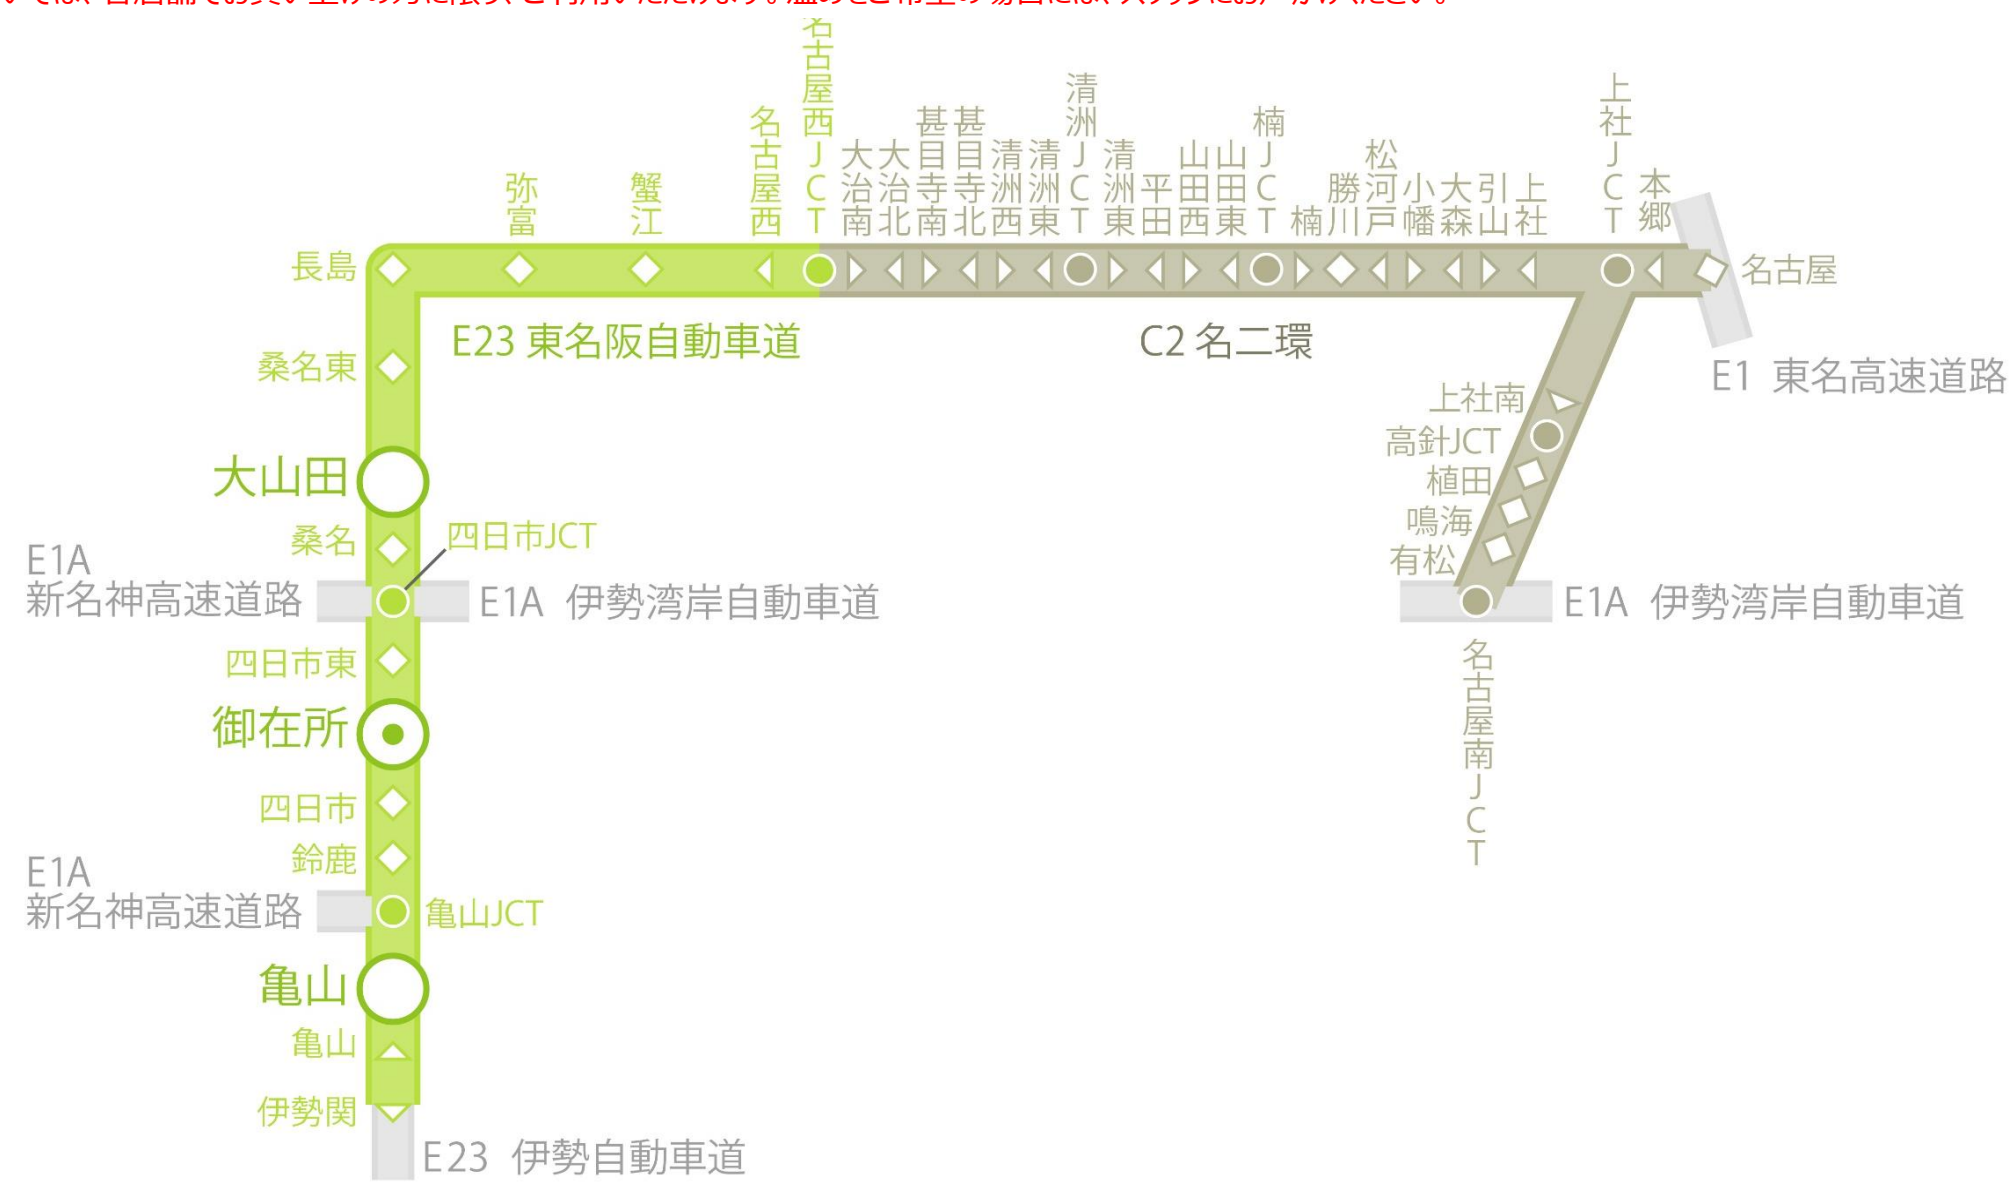 名古屋西JCT
名古屋西
蟹江
弥富
長島
大治南
大治北
甚目寺南
甚目寺北
清洲西
清洲東
清洲JCT
清洲東
平田
山田西
山田東
楠JCT
楠
勝川
松河戸
小幡
大森
引山
上社
上社JCT
本郷
名古屋
E23 東名阪自動車道
C2 名二環
E1 東名高速道路
桑名東
大山田
桑名
四日市JCT
E1A
新名神高速道路
E1A 伊勢湾岸自動車道
上社南
高針JCT
植田
鳴海
有松
E1A 伊勢湾岸自動車道
名古屋南JCT
四日市東
御在所
四日市
鈴鹿
E1A
新名神高速道路
亀山JCT
亀山
亀山
伊勢関
E23 伊勢自動車道